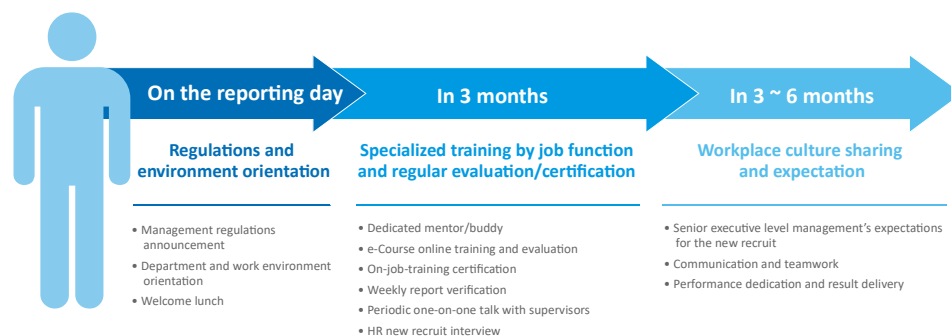 On the reporting day
In 3 months
In 3 ~ 6 months
Regulations and
environment orientation
• Management regulations
announcement
• Department and work environment
orientation
• Welcome lunch
Specialized training by job function
and regular evaluation/certification
• Dedicated mentor/buddy
• e-Course online training and evaluation
• On-job-training certification
• Weekly report verification
• Periodic one-on-one talk with supervisors
• HR new recruit interview
Workplace culture sharing
and expectation
• Senior executive level management's expectations
for the new recruit
• Communication and teamwork
• Performance dedication and result delivery